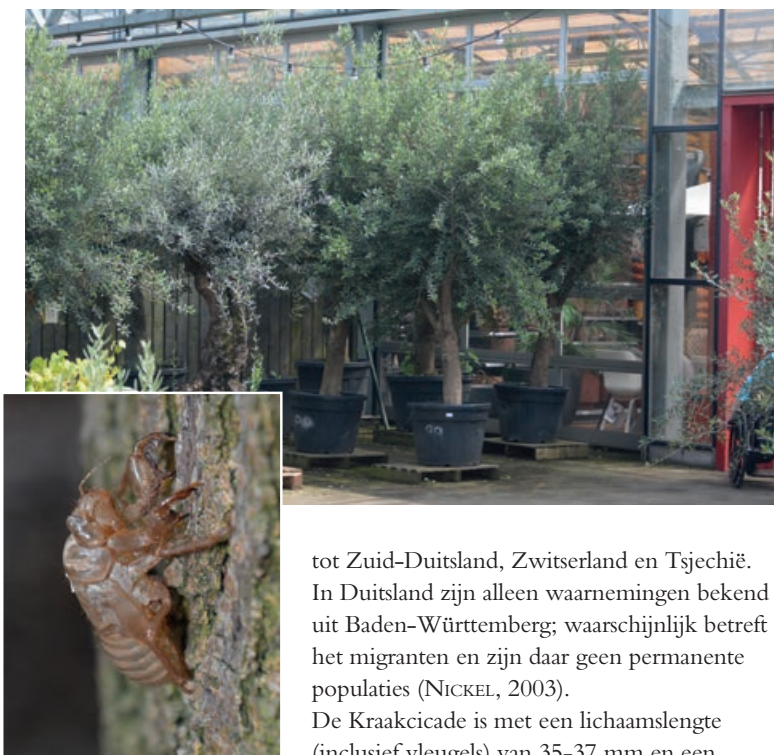 tot Zuid-Duitsland, Zwitserland en Tsjechië.
In Duitsland zijn alleen waarnemingen bekend
uit Baden-Württemberg; waarschijnlijk betreft
het migranten en zijn daar geen permanente
populaties (NICKEL, 2003).
De Kraakcicade is met een lichaamslengte
(inclusief vleugels) van 35-37 mm en een